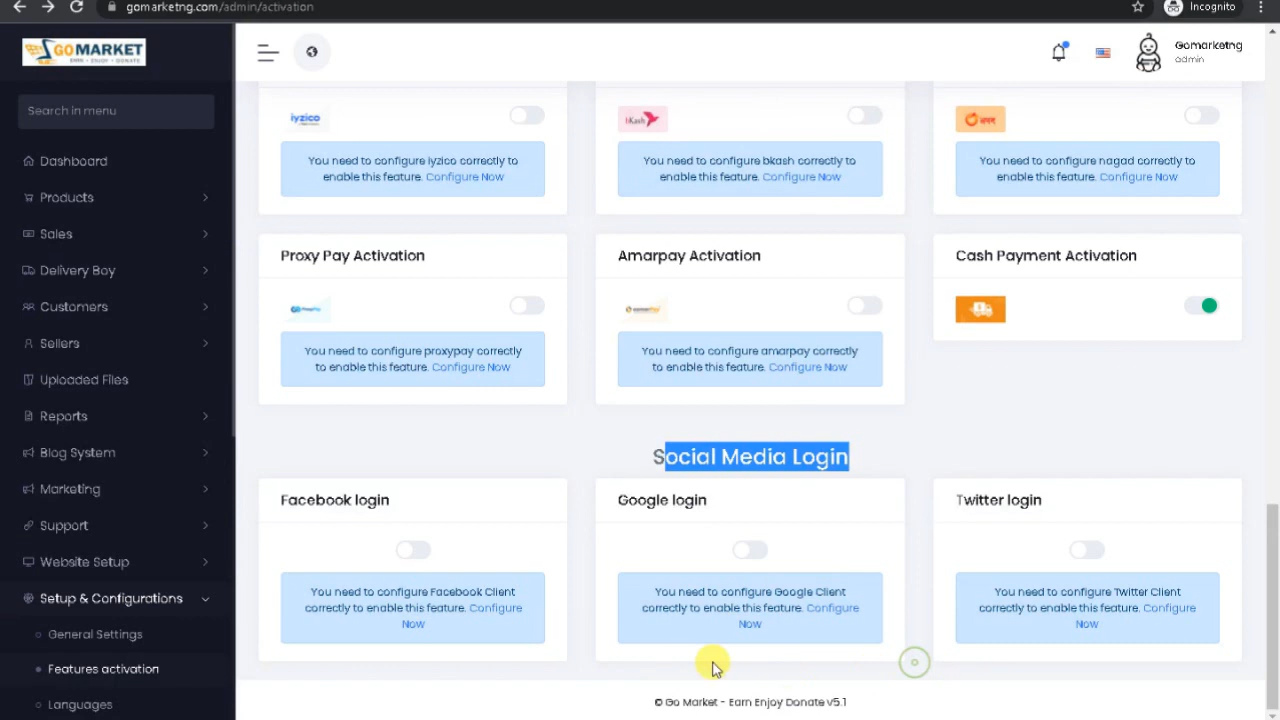 gomarketng.com/admin/activation
Incognito
GOMARKET
EARN - ENJOY - DONATE
Gomarketng
admin
Search in menu
Dashboard
Products
Sales
Delivery Boy
Customers
Sellers
Uploaded Files
Reports
Blog System
Marketing
Support
Website Setup
Setup & Configurations
General Settings
Features activation
Languages
iyzico
You need to configure iyzico correctly to
enable this feature. Configure Now
bKash
You need to configure bkash correctly to
enable this feature. Configure Now
নগদ
You need to configure nagad correctly to
enable this feature. Configure Now
Proxy Pay Activation
You need to configure proxypay correctly
to enable this feature. Configure Now
Amarpay Activation
You need to configure amarpay correctly
to enable this feature. Configure Now
Cash Payment Activation
Social Media Login
Facebook login
You need to configure Facebook Client
correctly to enable this feature. Configure
Now
Google login
You need to configure Google Client
correctly to enable this feature. Configure
Now
Twitter login
You need to configure Twitter Client
correctly to enable this feature. Configure
Now
© Go Market - Earn Enjoy Donate v5.1